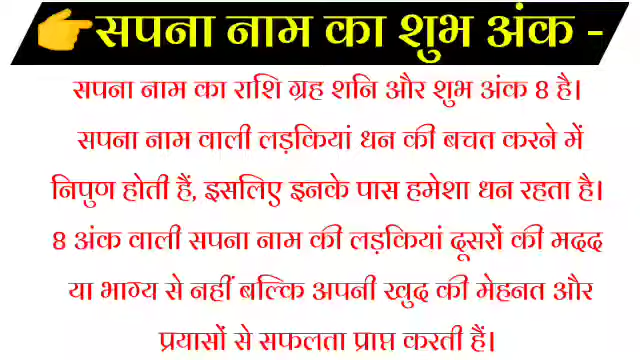 👉सपना नाम का शुभ अंक -
सपना नाम का राशि ग्रह शनि और शुभ अंक 8 है।
सपना नाम वाली लड़कियां धन की बचत करने में
निपुण होती हैं, इसलिए इनके पास हमेशा धन रहता है।
8 अंक वाली सपना नाम की लड़कियां दूसरों की मदद
या भाग्य से नहीं बल्कि अपनी खुद की मेहनत और
प्रयासों से सफलता प्राप्त करती हैं।